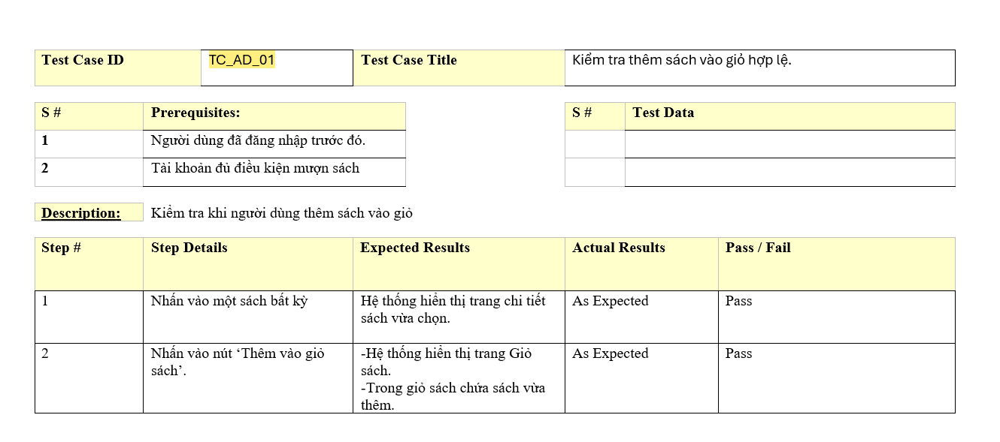 Test Case ID TC_AD_01 Test Case Title Kiểm tra thêm sách vào giỏ hợp lệ.
S # Prerequisites: S # Test Data
1 Người dùng đã đăng nhập trước đó.
2 Tài khoản đủ điều kiện mượn sách
Description: Kiểm tra khi người dùng thêm sách vào giỏ
Step # Step Details Expected Results Actual Results Pass / Fail
1 Nhấn vào một sách bất kỳ Hệ thống hiển thị trang chi tiết As Expected Pass
sách vừa chọn.
2 Nhấn vào nút ‘Thêm vào giỏ -Hệ thống hiển thị trang Giỏ As Expected Pass
sách’. sách.
-Trong giỏ sách chứa sách vừa
thêm.